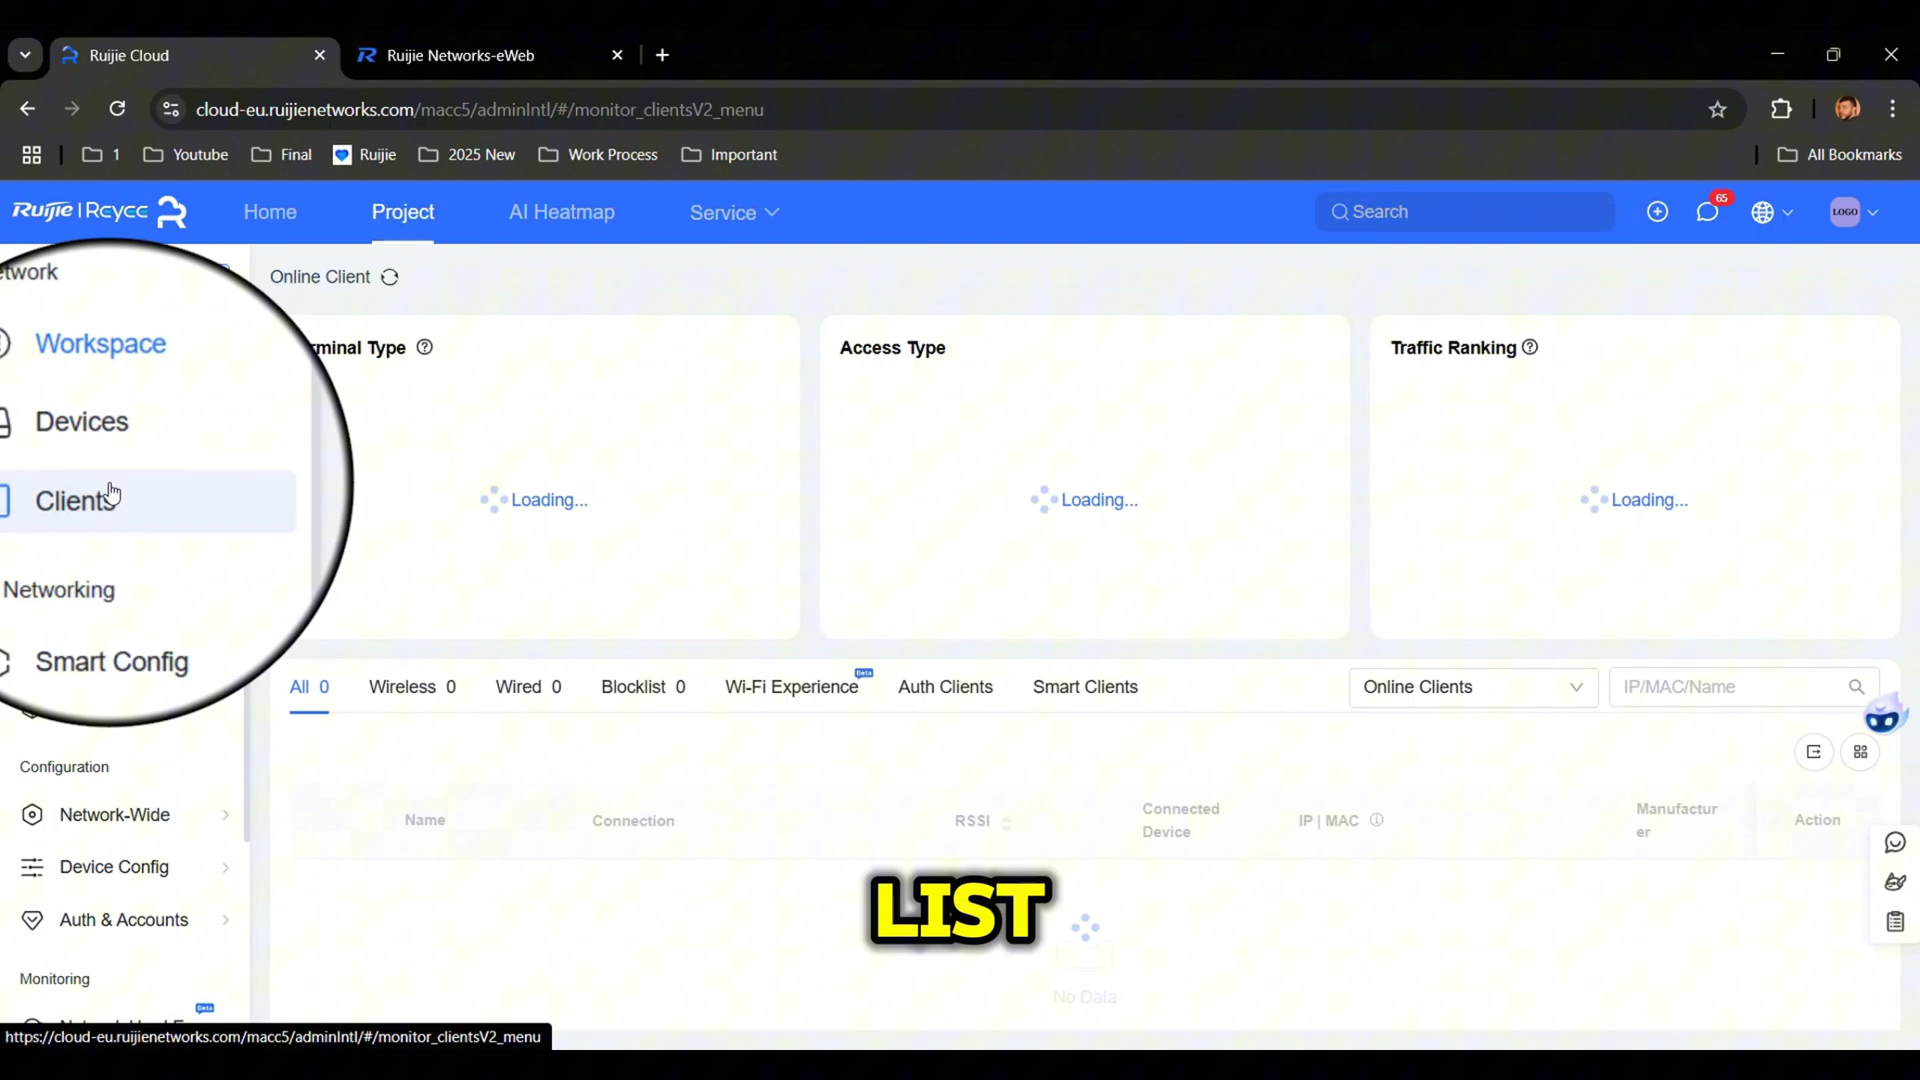 Ruijie Cloud
Ruijie Networks-eWeb
cloud-eu.ruijienetworks.com/macc5/adminIntl/#/monitor_clientsV2_menu
1
Youtube
Final
Ruijie
2025 New
Work Process
Important
All Bookmarks
Ruijie | Reyee
Home
Project
AI Heatmap
Service
Search
65
LOGO
etwork
Workspace
Devices
Clients
Networking
Smart Config
Configuration
Network-Wide
Device Config
Auth & Accounts
Monitoring
Beta
Online Client
rminal Type
Loading...
Access Type
Loading...
Traffic Ranking
Loading...
All 0
Wireless 0
Wired 0
Blocklist 0
Wi-Fi Experience
Beta
Auth Clients
Smart Clients
Online Clients
IP/MAC/Name
Name
Connection
RSSI
Connected
Device
IP | MAC
Manufactur
er
Action
LIST
No Data
https://cloud-eu.ruijienetworks.com/macc5/adminIntl/#/monitor_clientsV2_menu